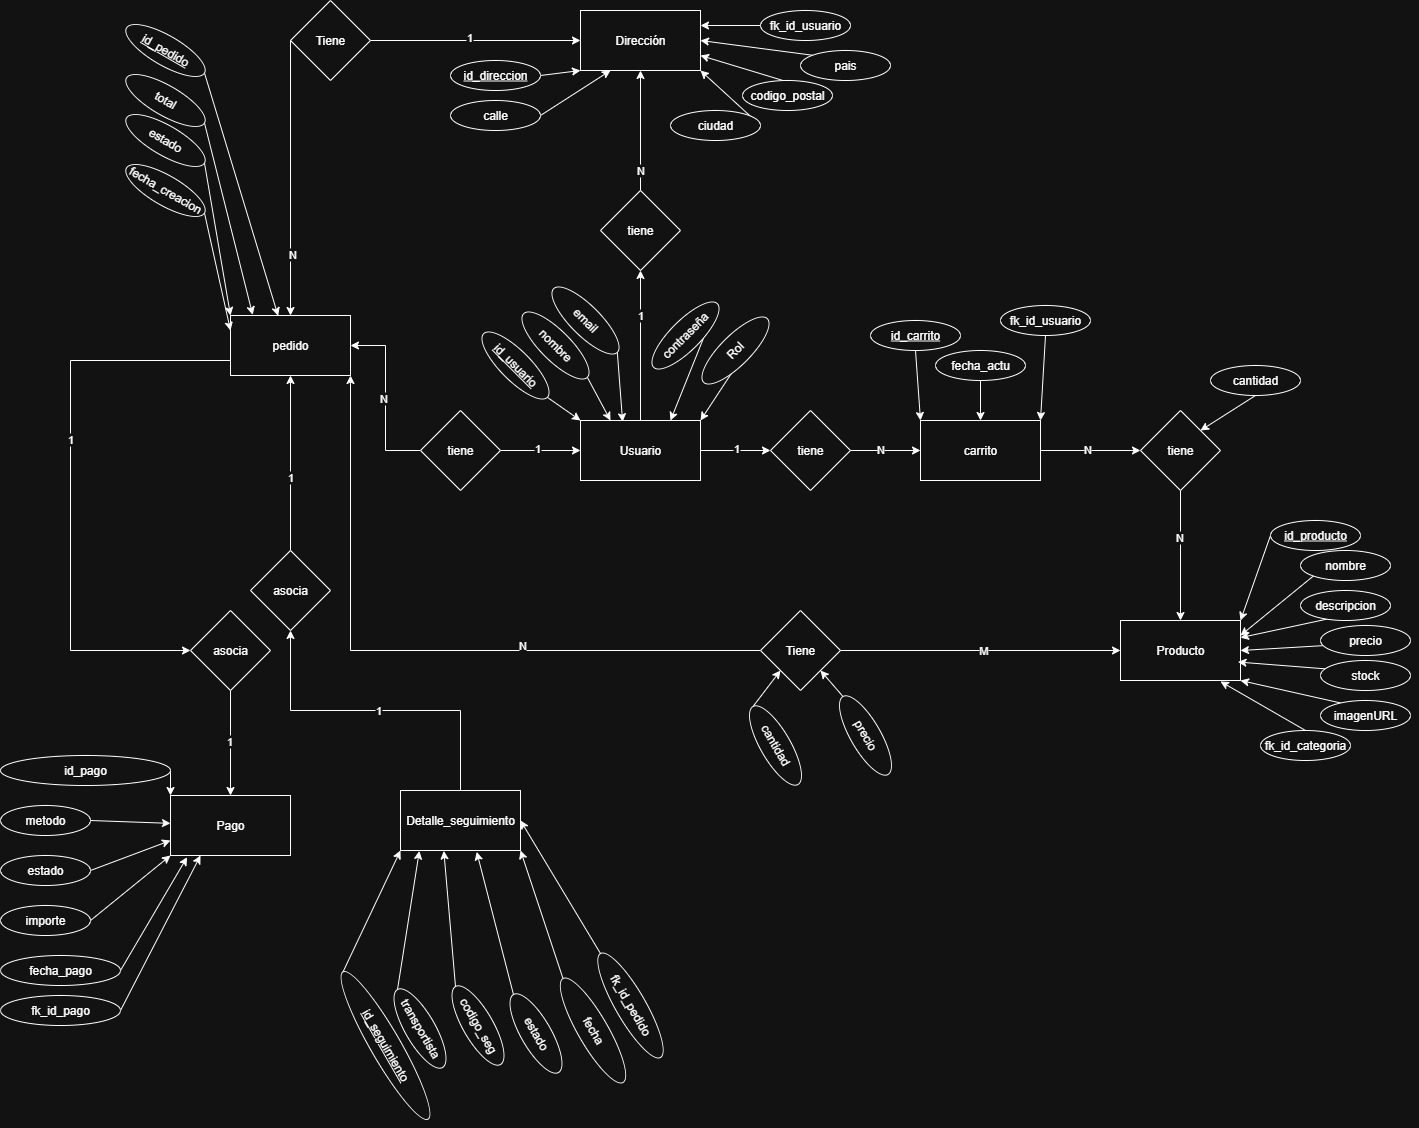 Tiene
1
Dirección
fk_id_usuario
pais
codigo_postal
ciudad
id_direccion
calle
id_pedido
total
estado
fecha_creacion
N
N
tiene
1
pedido
N
tiene
1
id_usuario
nombre
email
contraseña
Rol
Usuario
1
tiene
N
id_carrito
fecha_actu
fk_id_usuario
carrito
N
tiene
cantidad
N
1
1
asocia
asocia
1
1
N
Tiene
M
cantidad
precio
Producto
id_producto
nombre
descripcion
precio
stock
imagenURL
fk_id_categoria
id_pago
metodo
estado
importe
fecha_pago
fk_id_pago
Pago
Detalle_seguimiento
id_seguimiento
transportista
codigo_seg
estado
fecha
fk_id_pedido